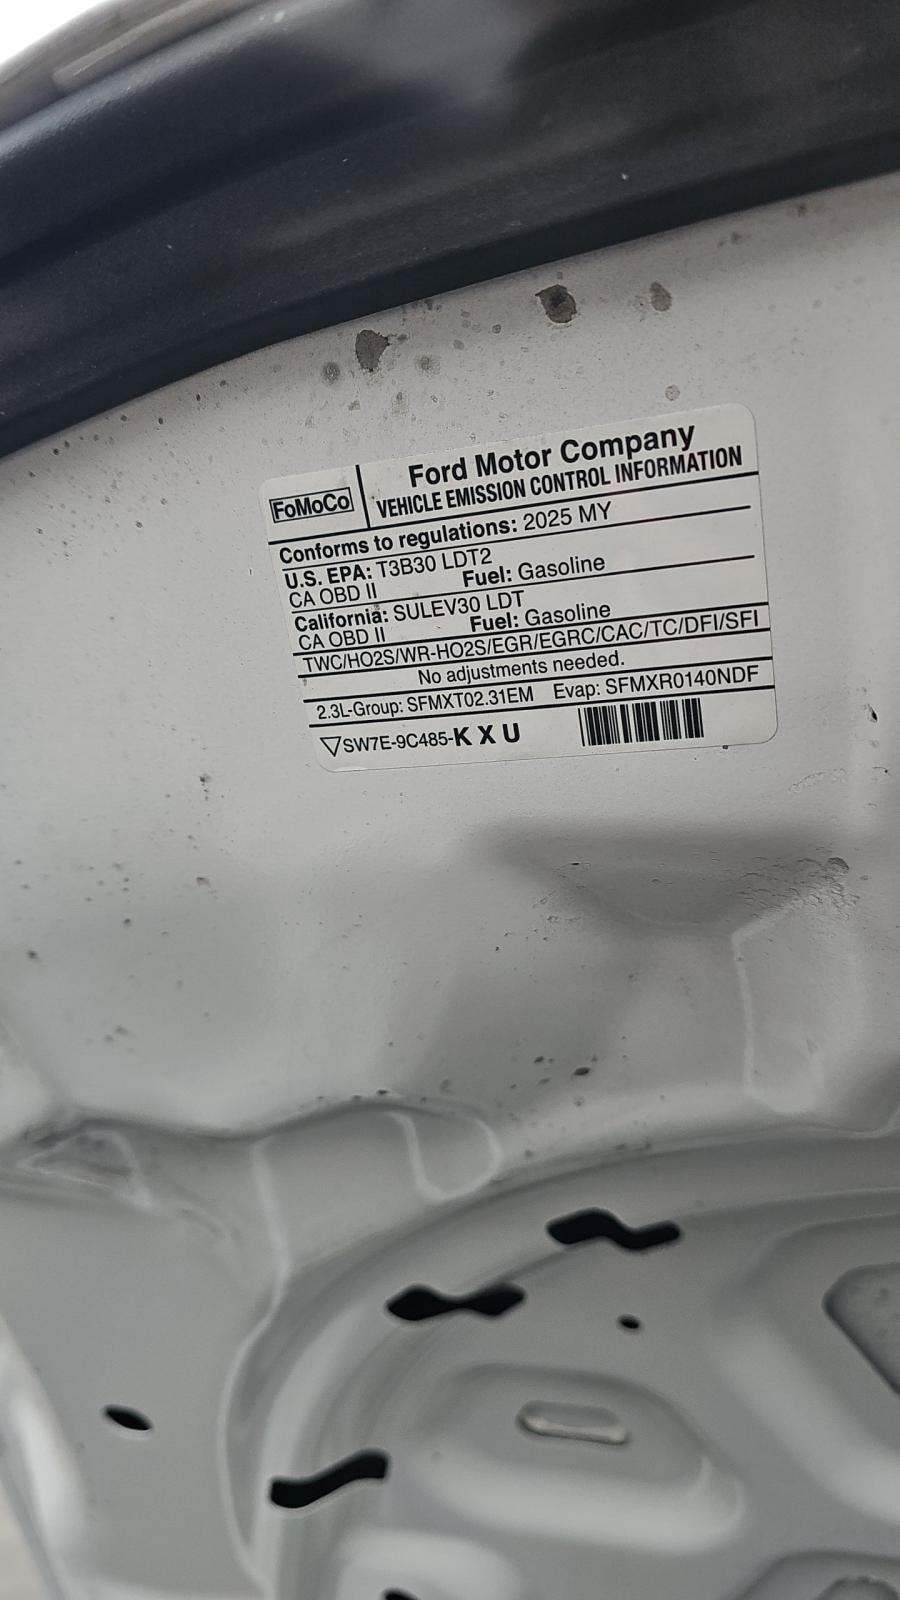 FoMoCo
Ford Motor Company
VEHICLE EMISSION CONTROL INFORMATION
Conforms to regulations: 2025 MY
U.S. EPA: T3B30 LDT2
CA OBD II Fuel: Gasoline
California: SULEV30 LDT
CA OBD II Fuel: Gasoline
TWC/HO2S/WR-HO2S/EGR/EGRC/CAC/TC/DFI/SFI
No adjustments needed.
2.3L-Group: SFMXT02.31EM Evap: SFMXR0140NDF
SW7E-9C485-K X U